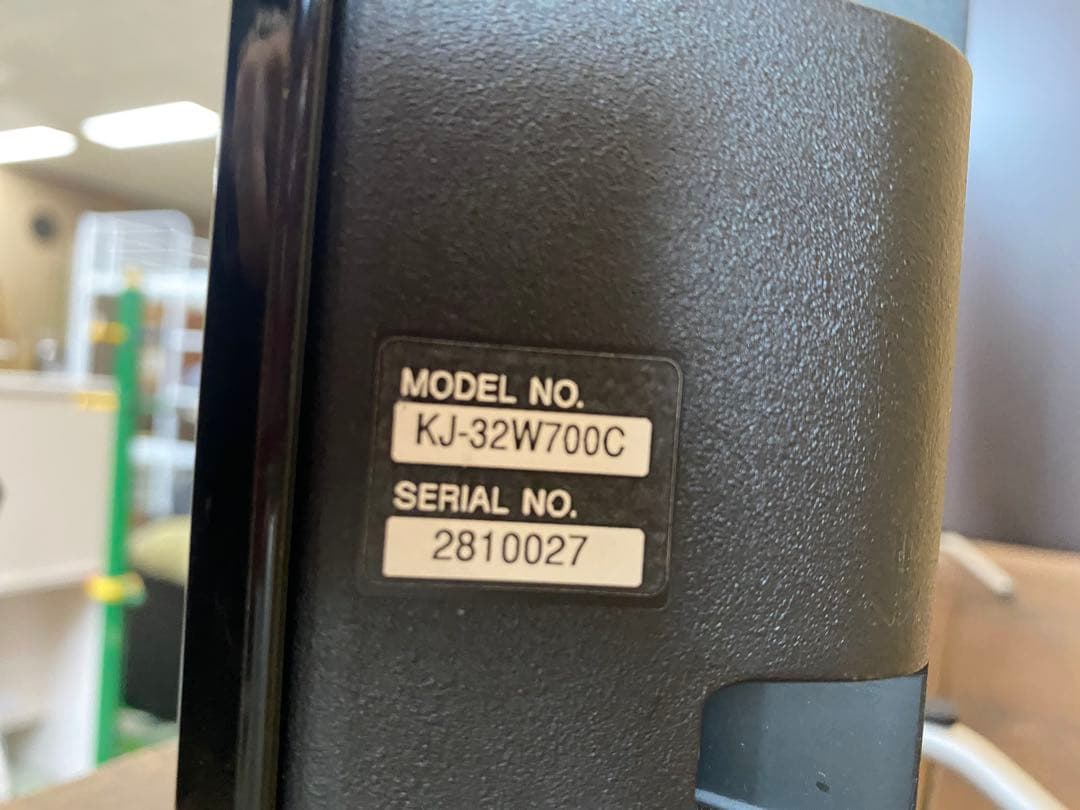 MODEL NO.
KJ-32W700C
SERIAL NO.
2810027